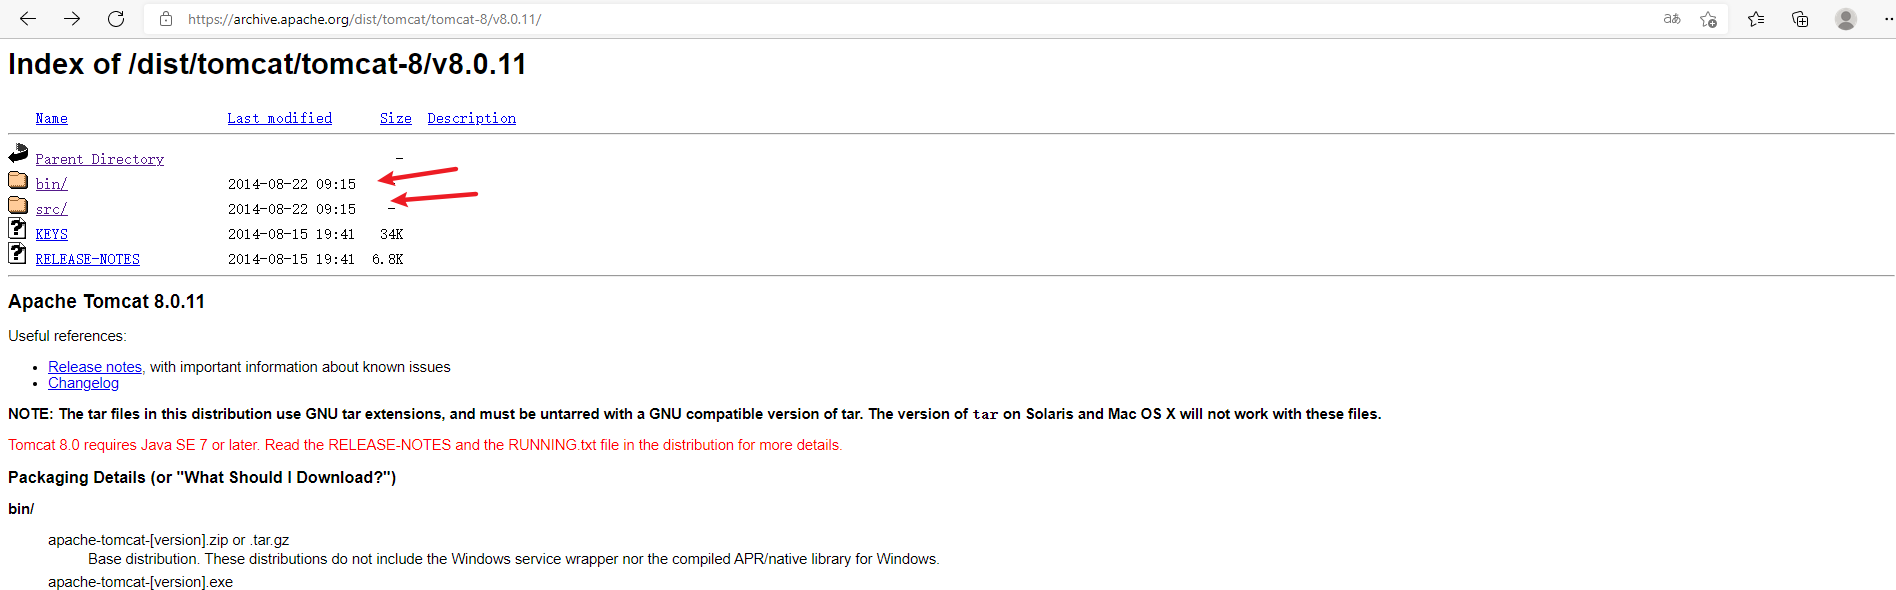 https://archive.apache.org/dist/tomcat/tomcat-8/v8.0.11/
Index of /dist/tomcat/tomcat-8/v8.0.11
Name Last modified Size Description
Parent Directory -
bin/ 2014-08-22 09:15
src/ 2014-08-22 09:15 -
KEYS 2014-08-15 19:41 34K
RELEASE-NOTES 2014-08-15 19:41 6.8K
Apache Tomcat 8.0.11
Useful references:
• Release notes, with important information about known issues
• Changelog
NOTE: The tar files in this distribution use GNU tar extensions, and must be untarred with a GNU compatible version of tar. The version of tar on Solaris and Mac OS X will not work with these files.
Tomcat 8.0 requires Java SE 7 or later. Read the RELEASE-NOTES and the RUNNING.txt file in the distribution for more details.
Packaging Details (or "What Should I Download?")
bin/
apache-tomcat-[version].zip or .tar.gz
Base distribution. These distributions do not include the Windows service wrapper nor the compiled APR/native library for Windows.
apache-tomcat-[version].exe